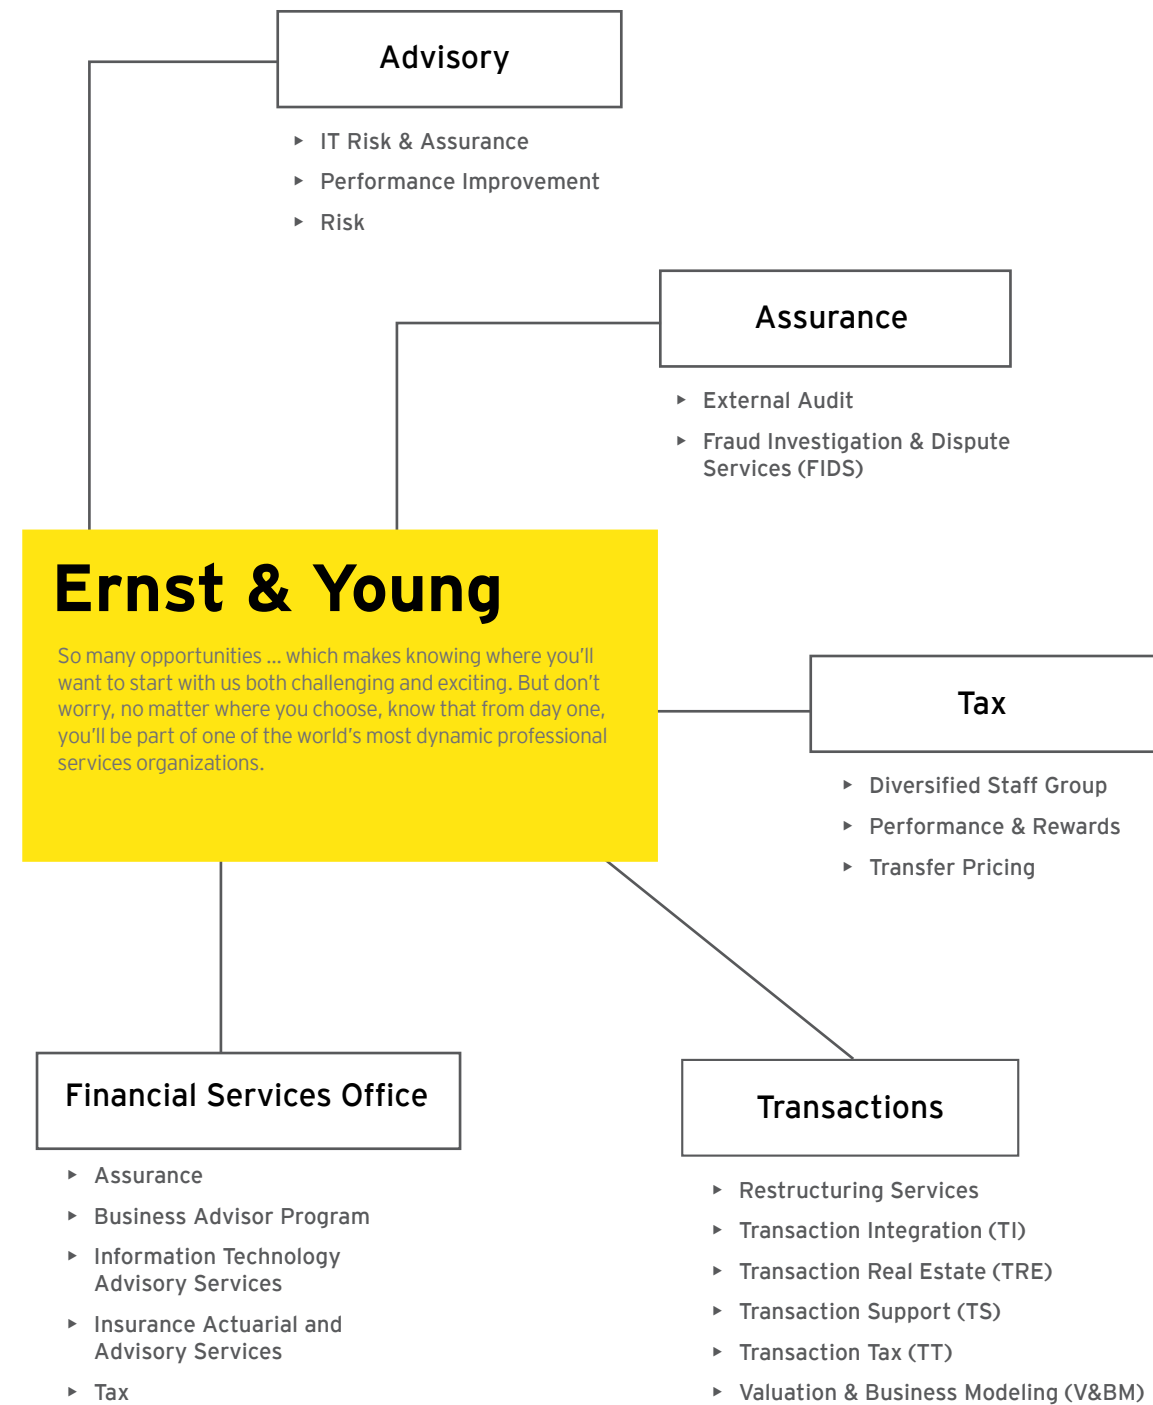 Advisory
‣ IT Risk & Assurance
‣ Performance Improvement
‣ Risk
Assurance
‣ External Audit
‣ Fraud Investigation & Dispute
Services (FIDS)
Ernst & Young
So many opportunities ... which makes knowing where you'll
want to start with us both challenging and exciting. But don't
worry, no matter where you choose, know that from day one,
you'll be part of one of the world's most dynamic professional
services organizations.
Tax
‣ Diversified Staff Group
‣ Performance & Rewards
‣ Transfer Pricing
Financial Services Office
‣ Assurance
‣ Business Advisor Program
‣ Information Technology
Advisory Services
‣ Insurance Actuarial and
Advisory Services
‣ Tax
Transactions
‣ Restructuring Services
‣ Transaction Integration (TI)
‣ Transaction Real Estate (TRE)
‣ Transaction Support (TS)
‣ Transaction Tax (TT)
‣ Valuation & Business Modeling (V&BM)